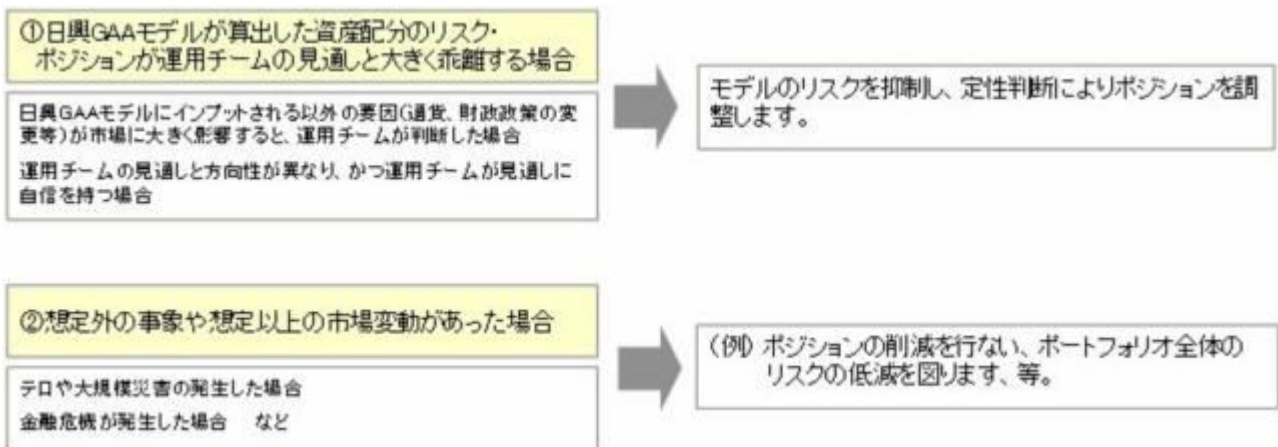 ①日興GAAモデルが算出した資産配分のリスク・
ポジションが運用チームの見通しと大きく乖離する場合
日興GAAモデルにインプットされる以外の要因(通貨、財政政策の変
更等)が市場に大きく影響すると、運用チームが判断した場合
運用チームの見通しと方向性が異なり、かつ運用チームが見通しに
自信を持つ場合
モデルのリスクを抑制し、定性判断によりポジションを調
整します。
②想定外の事象や想定以上の市場変動があった場合
テロや大規模災害の発生した場合
金融危機が発生した場合 など
(例) ポジションの削減を行ない、ポートフォリオ全体の
リスクの低減を図ります、等。